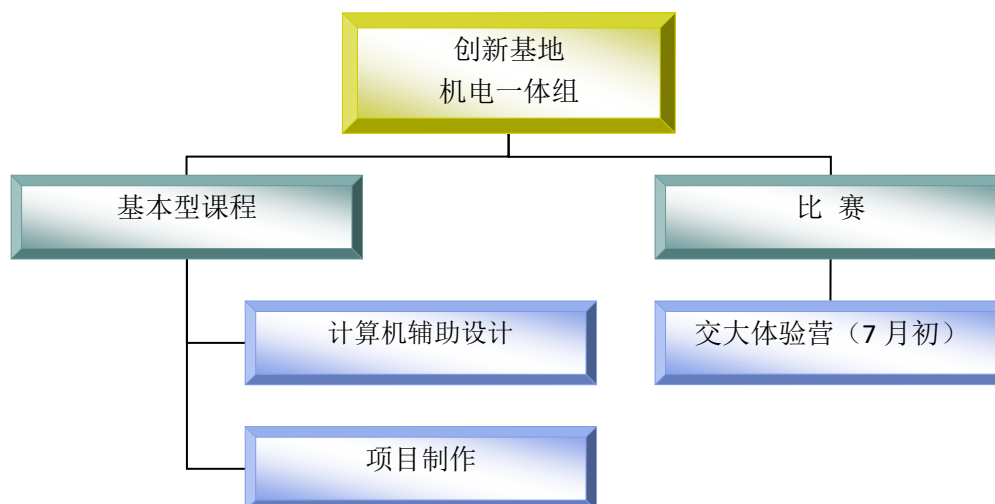 创新基地
机电一体组
基本型课程
比 赛
计算机辅助设计
交大体验营（7 月初）
项目制作